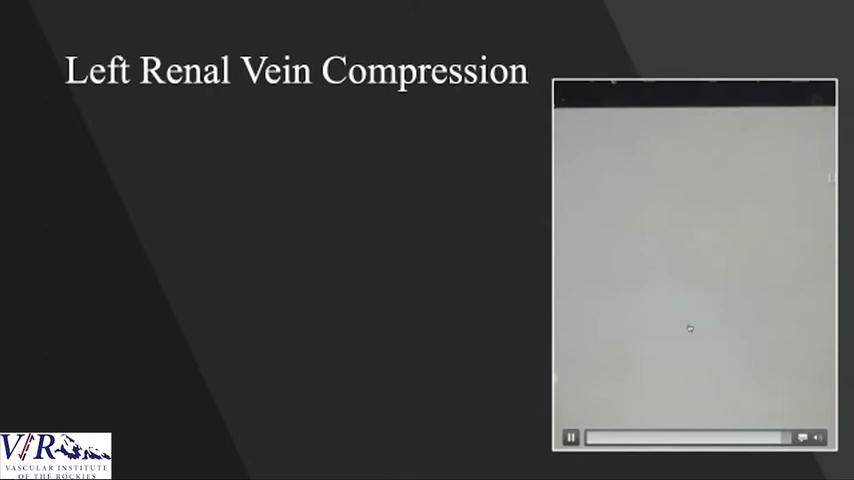 Left Renal Vein Compression
VIR
VASCULAR INSTITUTE
OF THE ROCKIES